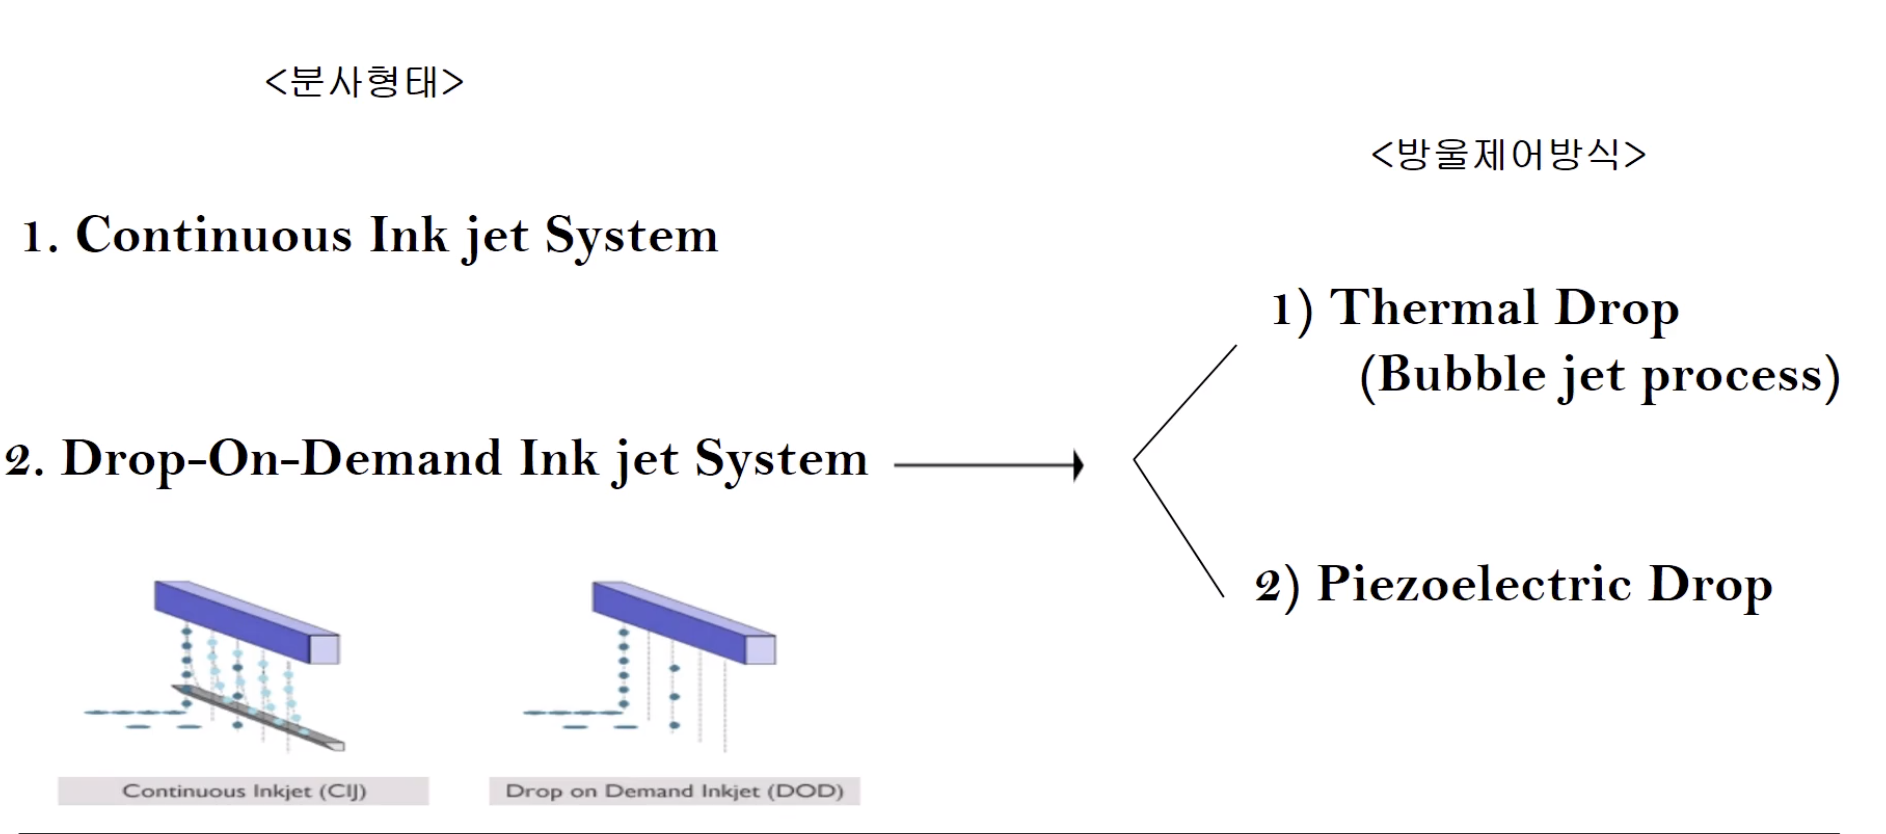 <분사형태>
<방울제어방식>
1. Continuous Ink jet System
1) Thermal Drop
(Bubble jet process)
2. Drop-On-Demand Ink jet System
2) Piezoelectric Drop
Continuous Inkjet (CIJ)
Drop on Demand Inkjet (DOD)